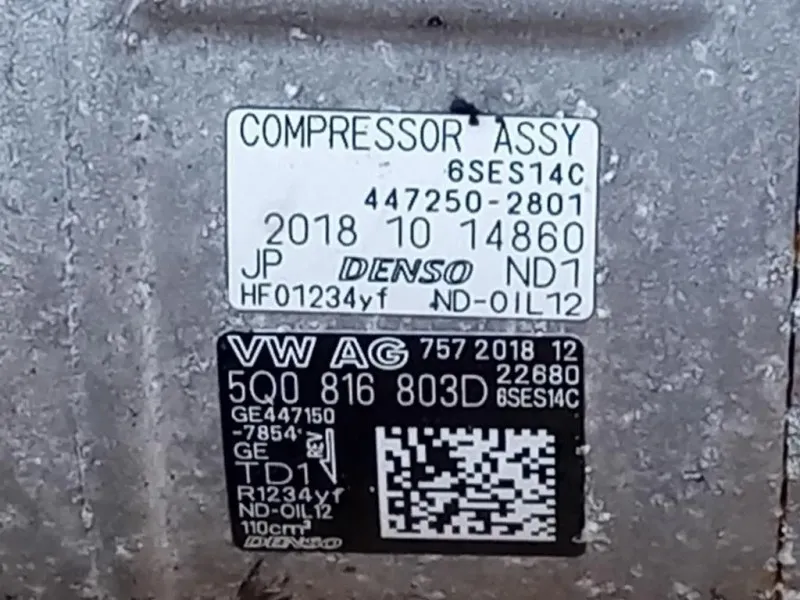 COMPRESSOR ASSY
6SES14C
447250-2801
2018 10 14860
JP DENSO ND1
HFO1234yf ND-OIL12
VW AG 757 2018 12
22680
5Q0 816 803D 6SES14C
GE447150
-7854
GE REV
TD1
R1234yf
ND-OIL12
110cm³
DENSO